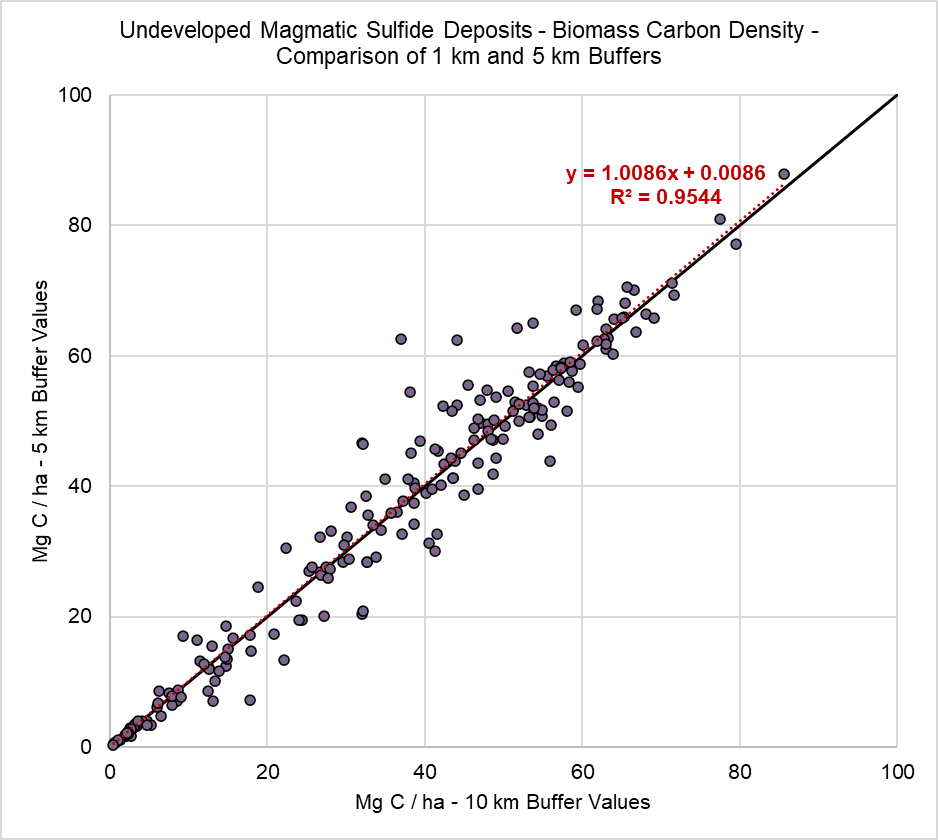 Undeveloped Magmatic Sulfide Deposits - Biomass Carbon Density -
Comparison of 1 km and 5 km Buffers
100
80
60
40
20
0
Mg C / ha - 5 km Buffer Values
y = 1.0086x + 0.0086
R² = 0.9544
0 20 40 60 80 100
Mg C / ha - 10 km Buffer Values